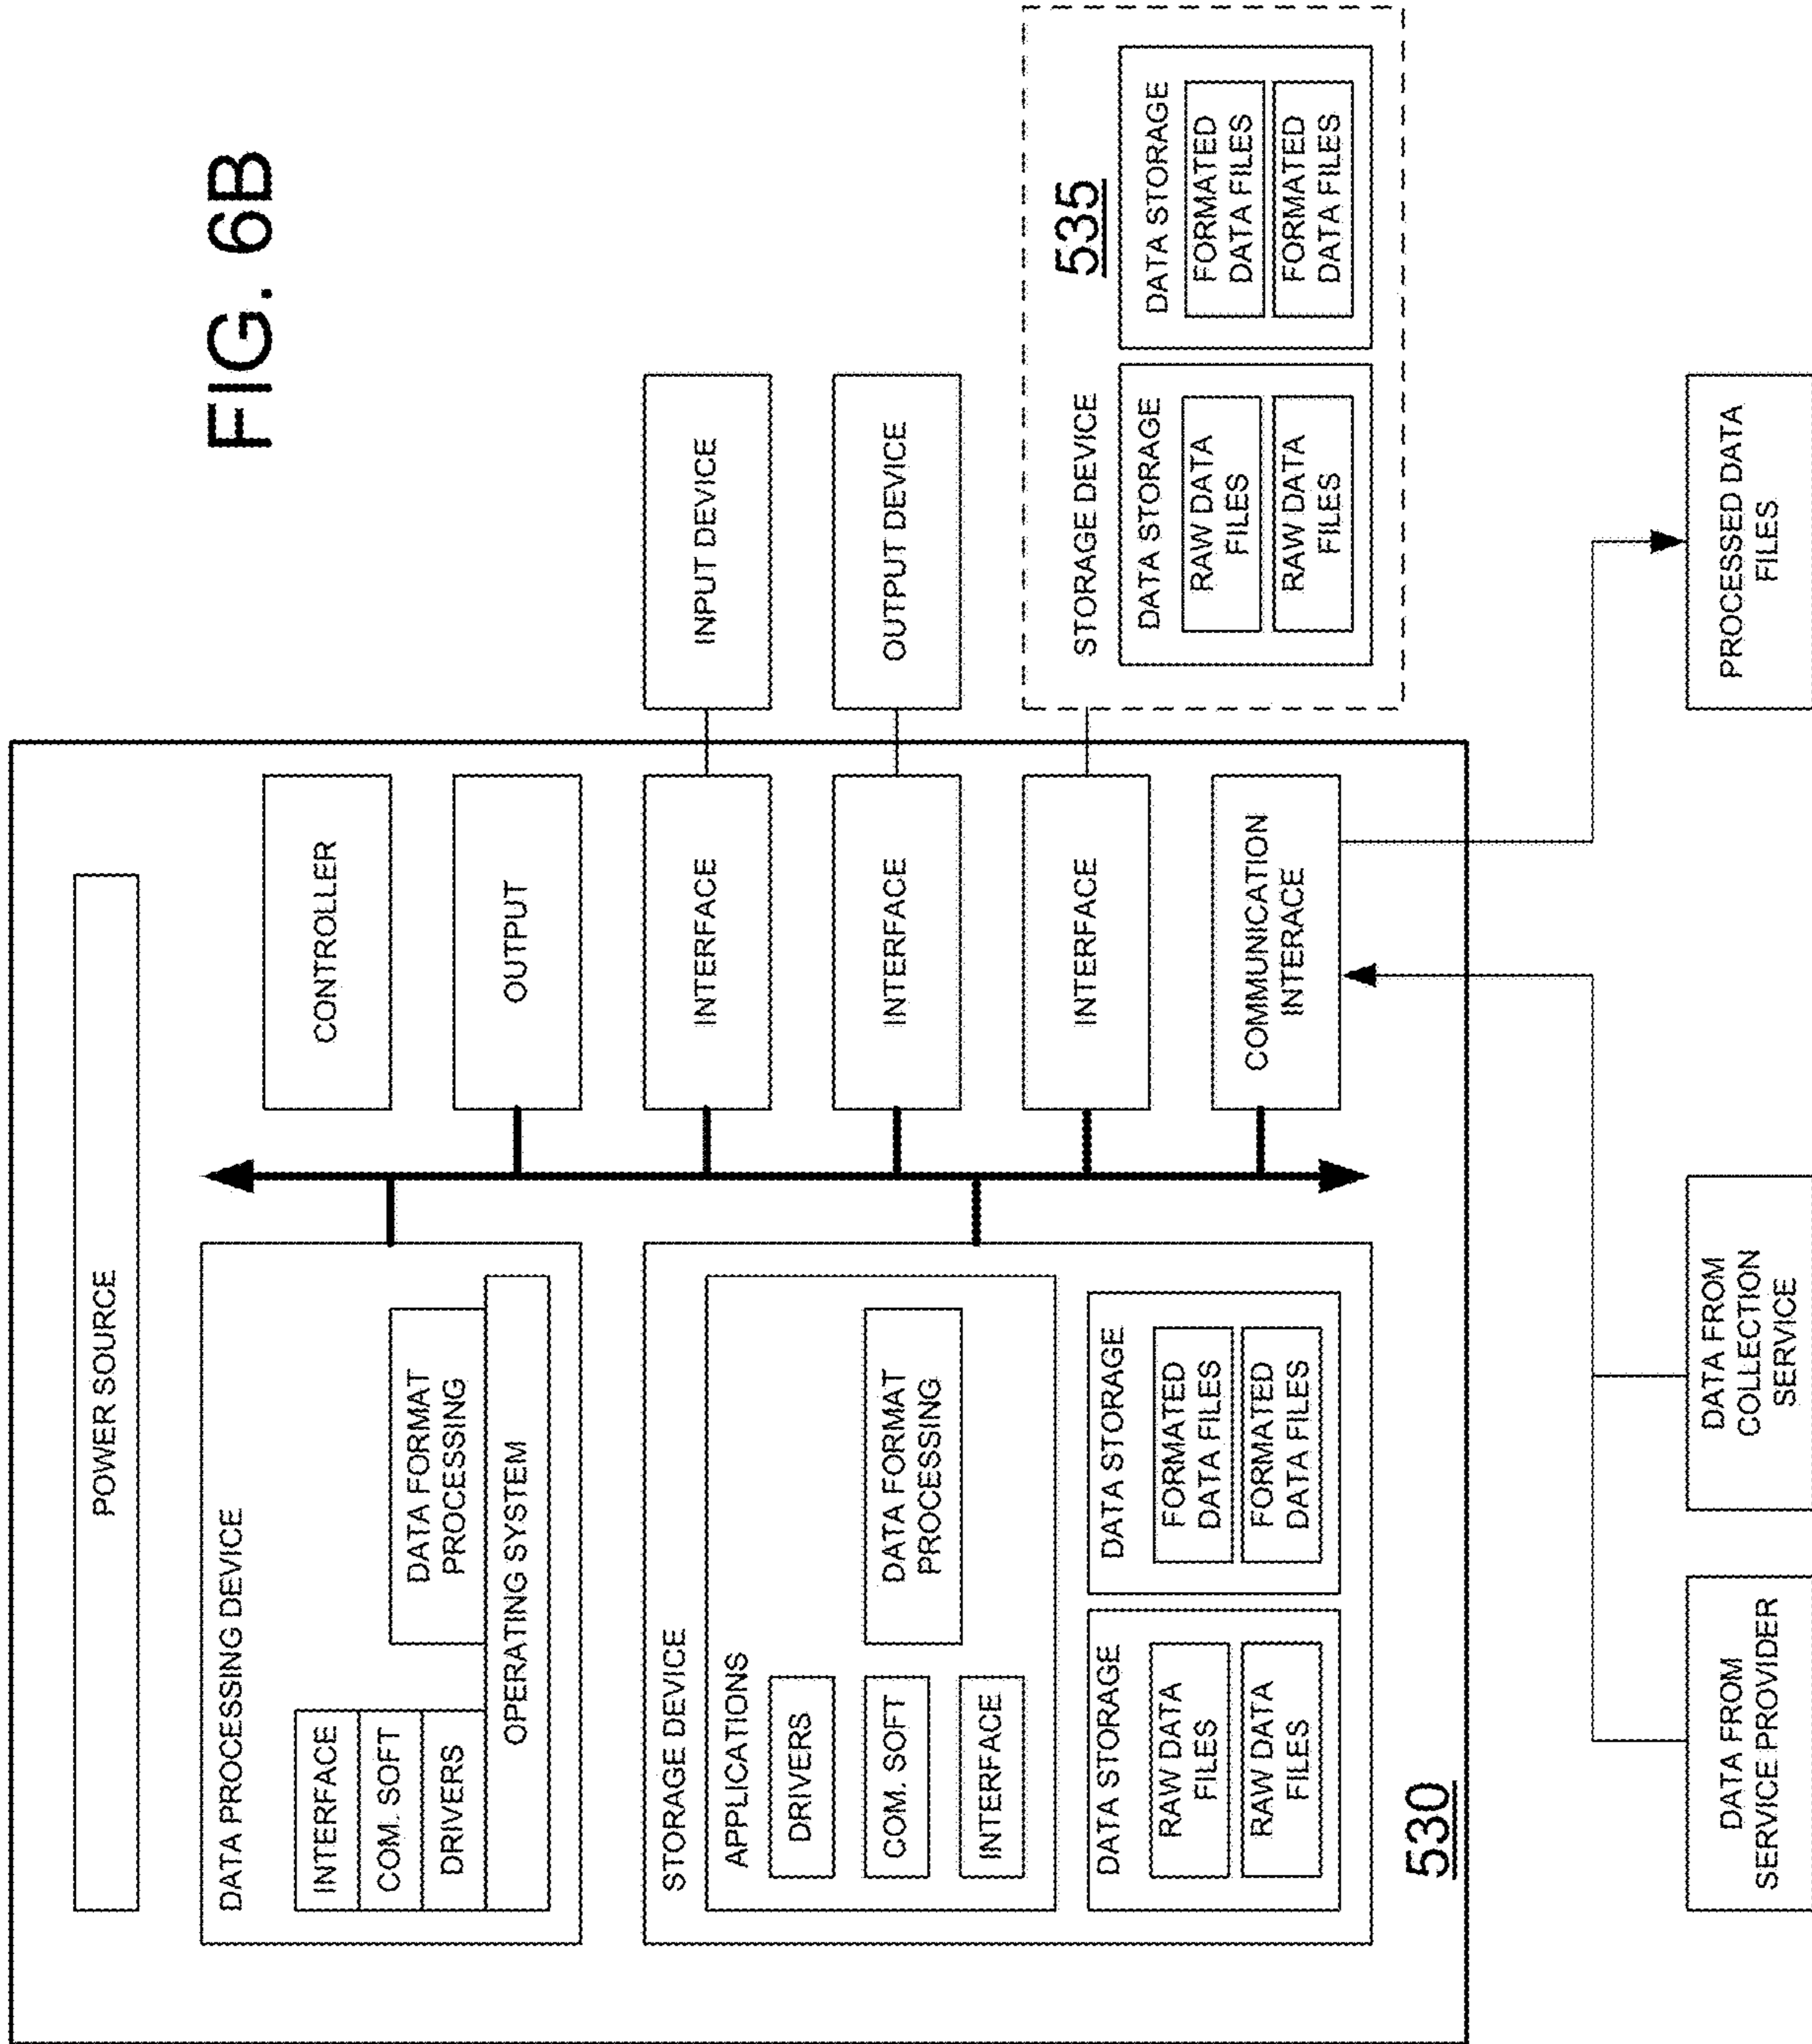 FIG. 6B
POWER SOURCE
DATA PROCESSING DEVICE
INTERFACE
COM. SOFT
DRIVERS
DATA FORMAT
PROCESSING
OPERATING SYSTEM
STORAGE DEVICE
APPLICATIONS
DRIVERS
COM. SOFT
INTERFACE
DATA FORMAT
PROCESSING
DATA STORAGE
RAW DATA
FILES
RAW DATA
FILES
DATA STORAGE
FORMATED
DATA FILES
FORMATED
DATA FILES
530
CONTROLLER
OUTPUT
INTERFACE
INTERFACE
INTERFACE
COMMUNICATION
INTERACE
INPUT DEVICE
OUTPUT DEVICE
STORAGE DEVICE
535
DATA STORAGE
RAW DATA
FILES
RAW DATA
FILES
DATA STORAGE
FORMATED
DATA FILES
FORMATED
DATA FILES
DATA FROM
SERVICE PROVIDER
DATA FROM
COLLECTION
SERVICE
PROCESSED DATA
FILES